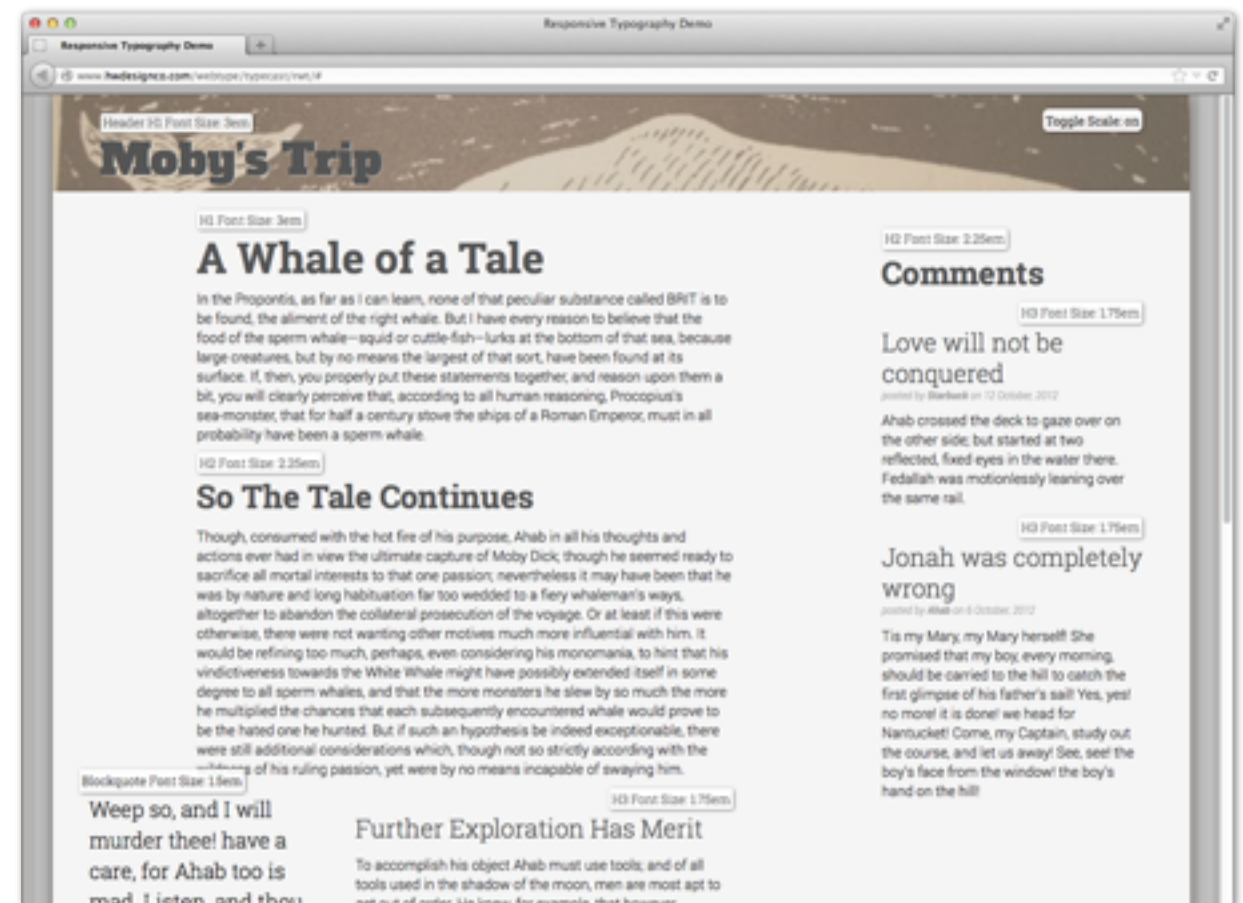 Responsive Typography Demo
Responsive Typography Demo
www.hwdesignco.com/webtype/typecast/rwt/#
Header H1 Font Size: 3em
Toggle Scale: on
Moby's Trip
H1 Font Size: 3em
A Whale of a Tale
In the Propontis, as far as I can learn, none of that peculiar substance called BRIT is to
be found, the aliment of the right whale. But I have every reason to believe that the
food of the sperm whale—squid or cuttle-fish—lurks at the bottom of that sea, because
large creatures, but by no means the largest of that sort, have been found at its
surface. If, then, you properly put these statements together, and reason upon them a
bit, you will clearly perceive that, according to all human reasoning, Procopius's
sea-monster, that for half a century stove the ships of a Roman Emperor, must in all
probability have been a sperm whale.
H2 Font Size: 2.25em
So The Tale Continues
Though, consumed with the hot fire of his purpose, Ahab in all his thoughts and
actions ever had in view the ultimate capture of Moby Dick; though he seemed ready to
sacrifice all mortal interests to that one passion; nevertheless it may have been that he
was by nature and long habituation far too wedded to a fiery whaleman's ways,
altogether to abandon the collateral prosecution of the voyage. Or at least if this were
otherwise, there were not wanting other motives much more influential with him. It
would be refining too much, perhaps, even considering his monomania, to hint that his
vindictiveness towards the White Whale might have possibly extended itself in some
degree to all sperm whales, and that the more monsters he slew by so much the more
he multiplied the chances that each subsequently encountered whale would prove to
be the hated one he hunted. But if such an hypothesis be indeed exceptionable, there
were still additional considerations which, though not so strictly according with the
of his ruling passion, yet were by no means incapable of swaying him.
Blockquote Font Size: 1.5em
Weep so, and I will
murder thee! have a
care, for Ahab too is
mad. Listen, and thou
H3 Font Size: 1.75em
Further Exploration Has Merit
To accomplish his object Ahab must use tools; and of all
tools used in the shadow of the moon, men are most apt to
get out of order. He knew, for example, that however
H2 Font Size: 2.25em
Comments
H3 Font Size: 1.75em
Love will not be
conquered
posted by Starbuck on 12 October, 2012
Ahab crossed the deck to gaze over on
the other side; but started at two
reflected, fixed eyes in the water there.
Fedallah was motionlessly leaning over
the same rail.
H3 Font Size: 1.75em
Jonah was completely
wrong
posted by Ahab on 6 October, 2012
Tis my Mary, my Mary herself! She
promised that my boy, every morning,
should be carried to the hill to catch the
first glimpse of his father's sail! Yes, yes!
no more! it is done! we head for
Nantucket! Come, my Captain, study out
the course, and let us away! See, see! the
boy's face from the window! the boy's
hand on the hill!